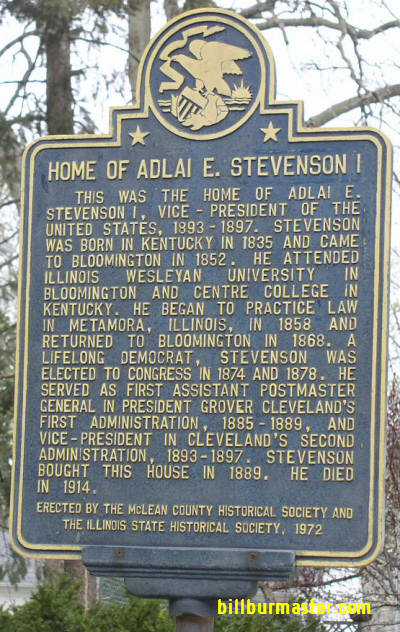 HOME OF ADLAI E. STEVENSON I
THIS WAS THE HOME OF ADLAI E.
STEVENSON I, VICE-PRESIDENT OF THE
UNITED STATES, 1893-1897. STEVENSON
WAS BORN IN KENTUCKY IN 1835 AND CAME
TO BLOOMINGTON IN 1852. HE ATTENDED
ILLINOIS WESLEYAN UNIVERSITY IN
BLOOMINGTON AND CENTRE COLLEGE IN
KENTUCKY. HE BEGAN TO PRACTICE LAW
IN METAMORA, ILLINOIS, IN 1858 AND
RETURNED TO BLOOMINGTON IN 1868. A
LIFELONG DEMOCRAT, STEVENSON WAS
ELECTED TO CONGRESS IN 1874 AND 1878. HE
SERVED AS FIRST ASSISTANT POSTMASTER
GENERAL IN PRESIDENT GROVER CLEVELAND'S
FIRST ADMINISTRATION, 1885-1889, AND
VICE-PRESIDENT IN CLEVELAND'S SECOND
ADMINISTRATION, 1893-1897. STEVENSON
BOUGHT THIS HOUSE IN 1889. HE DIED
IN 1914.
ERECTED BY THE McLEAN COUNTY HISTORICAL SOCIETY AND
THE ILLINOIS STATE HISTORICAL SOCIETY, 1972
billburmaster.com